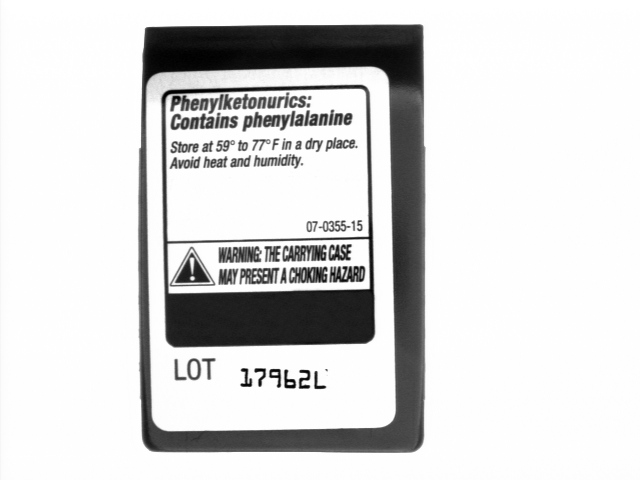 Phenylketonurics:
Contains phenylalanine
Store at 59° to 77°F in a dry place.
Avoid heat and humidity.
07-0355-15
WARNING: THE CARRYING CASE
MAY PRESENT A CHOKING HAZARD
LOT 17962L